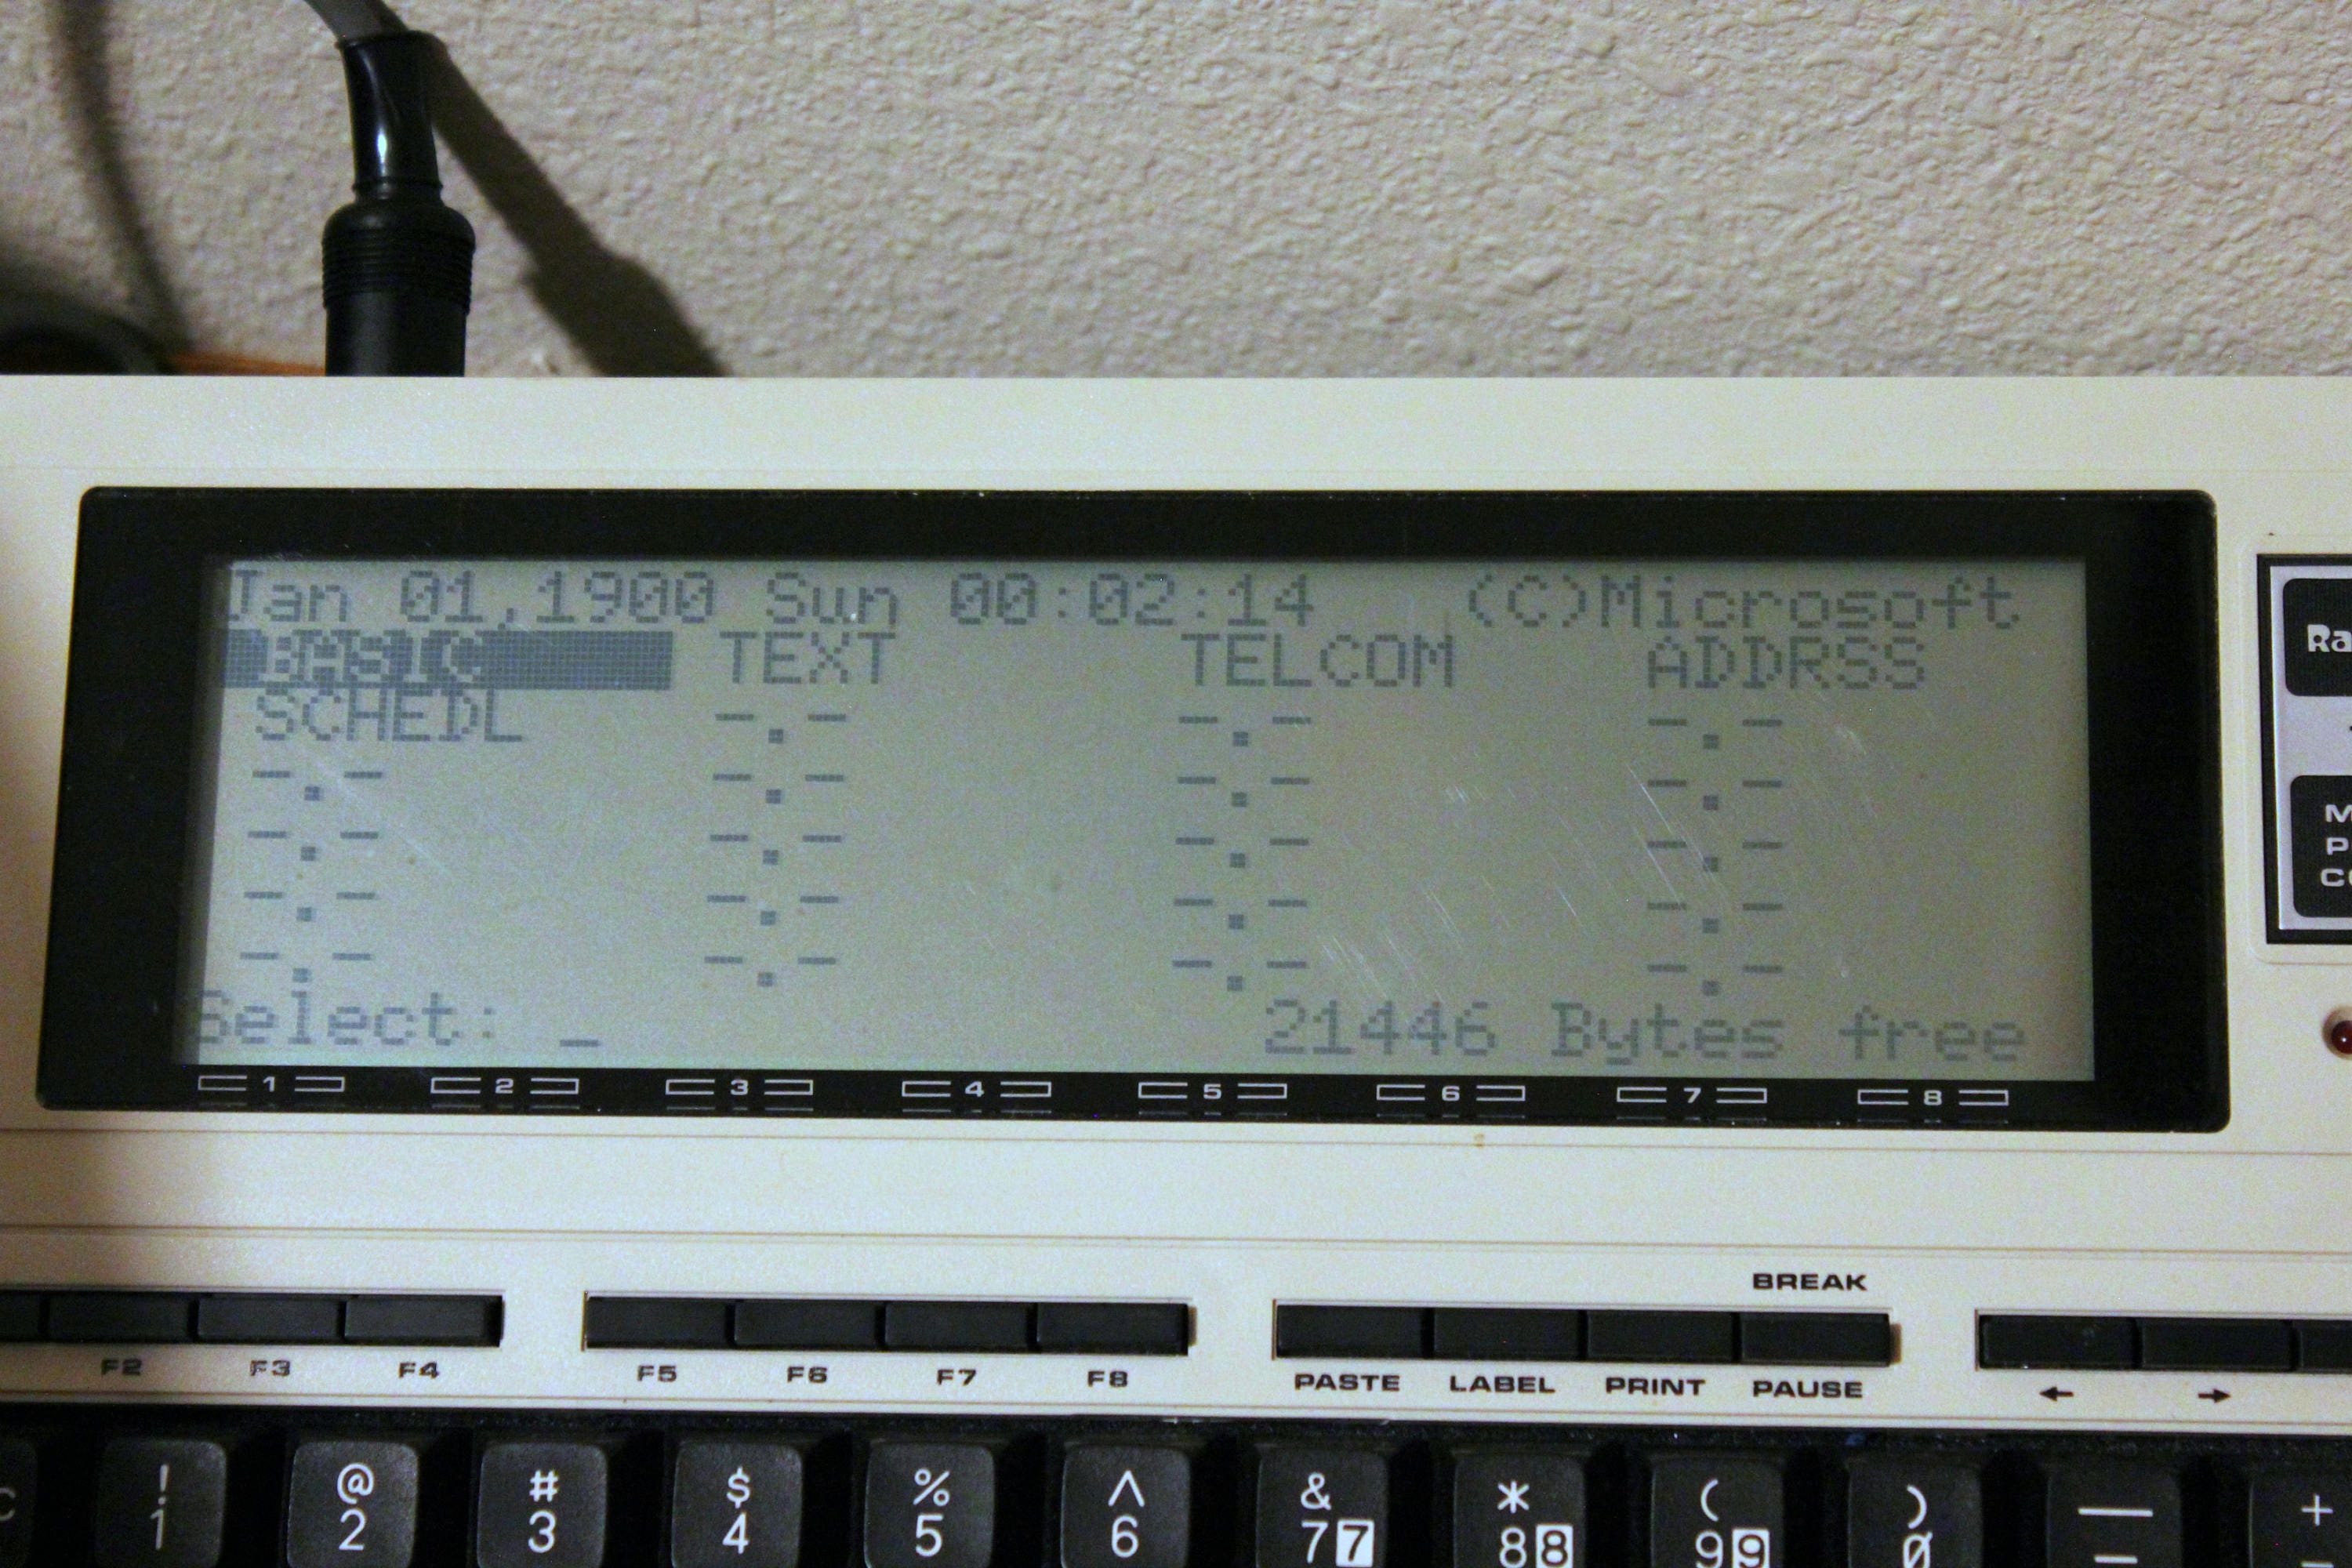 Jan 01,1900 Sun 00:02:14 (C)Microsoft
BASIC TEXT TELCOM ADDRSS
SCHEDL -.- -.- -.-
-.- -.- -.- -.-
-.- -.- -.- -.-
-.- -.- -.- -.-
-.- -.- -.- -.-
Select: _ 21446 Bytes free
1 2 3 4 5 6 7 8
BREAK
F2 F3 F4 F5 F6 F7 F8 PASTE LABEL PRINT PAUSE ← →
! @ # $ % ^ & * ( ) — +
1 2 3 4 5 6 7 7 8 8 9 9 0 –